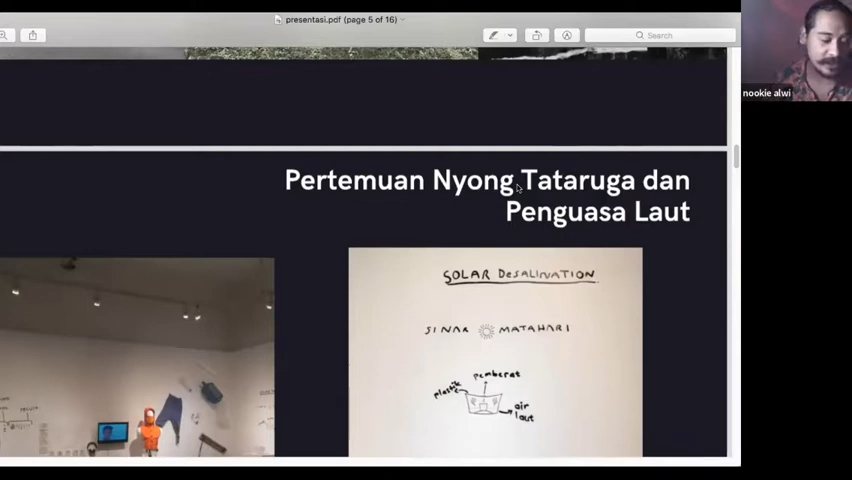 presentasi.pdf (page 5 of 16)
Search
nookie alwi
Pertemuan Nyong Tataruga dan
Penguasa Laut
SOLAR DESALINATION
SINAR MATAHARI
pemberat
plastik
air
laut